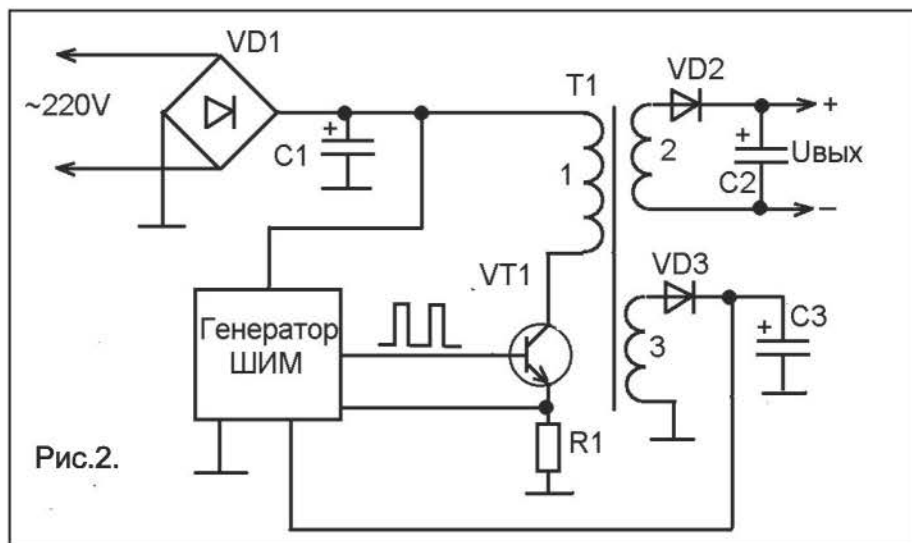 VD1
~220V
+
C1
T1
1
2
VD2
+
+
Uвых
C2
−
VT1
VD3
3
+
C3
Генератор
ШИМ
R1
Рис.2.